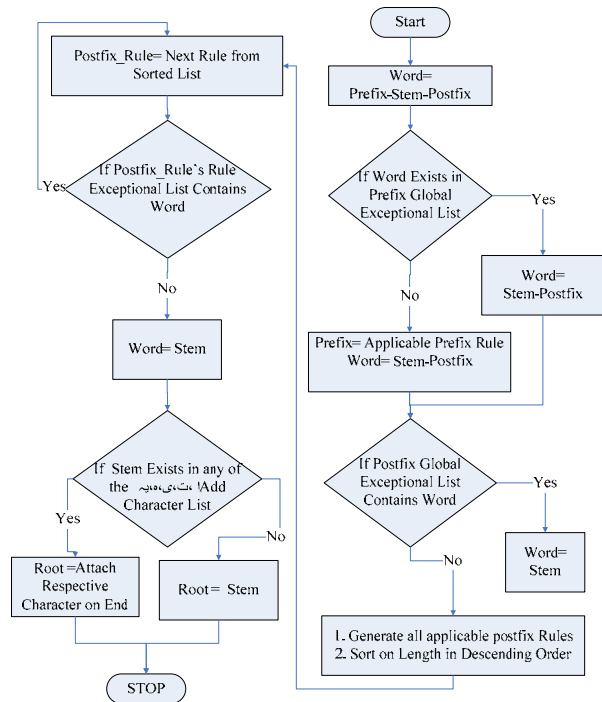 Start
Word=
Prefix-Stem-Postfix
If Word Exists in
Prefix Global
Exceptional List
Yes
Word=
Stem-Postfix
No
Prefix= Applicable Prefix Rule
Word= Stem-Postfix
If Postfix Global
Exceptional List
Contains Word
Yes
Word=
Stem
No
1. Generate all applicable postfix Rules
2. Sort on Length in Descending Order
Postfix_Rule= Next Rule from
Sorted List
If Postfix_Rule`s Rule
Exceptional List Contains
Word
Yes
No
Word= Stem
If Stem Exists in any of
the ا،ت،ی،ہ،یہ Add
Character List
Yes
No
Root =Attach
Respective
Character on End
Root= Stem
STOP